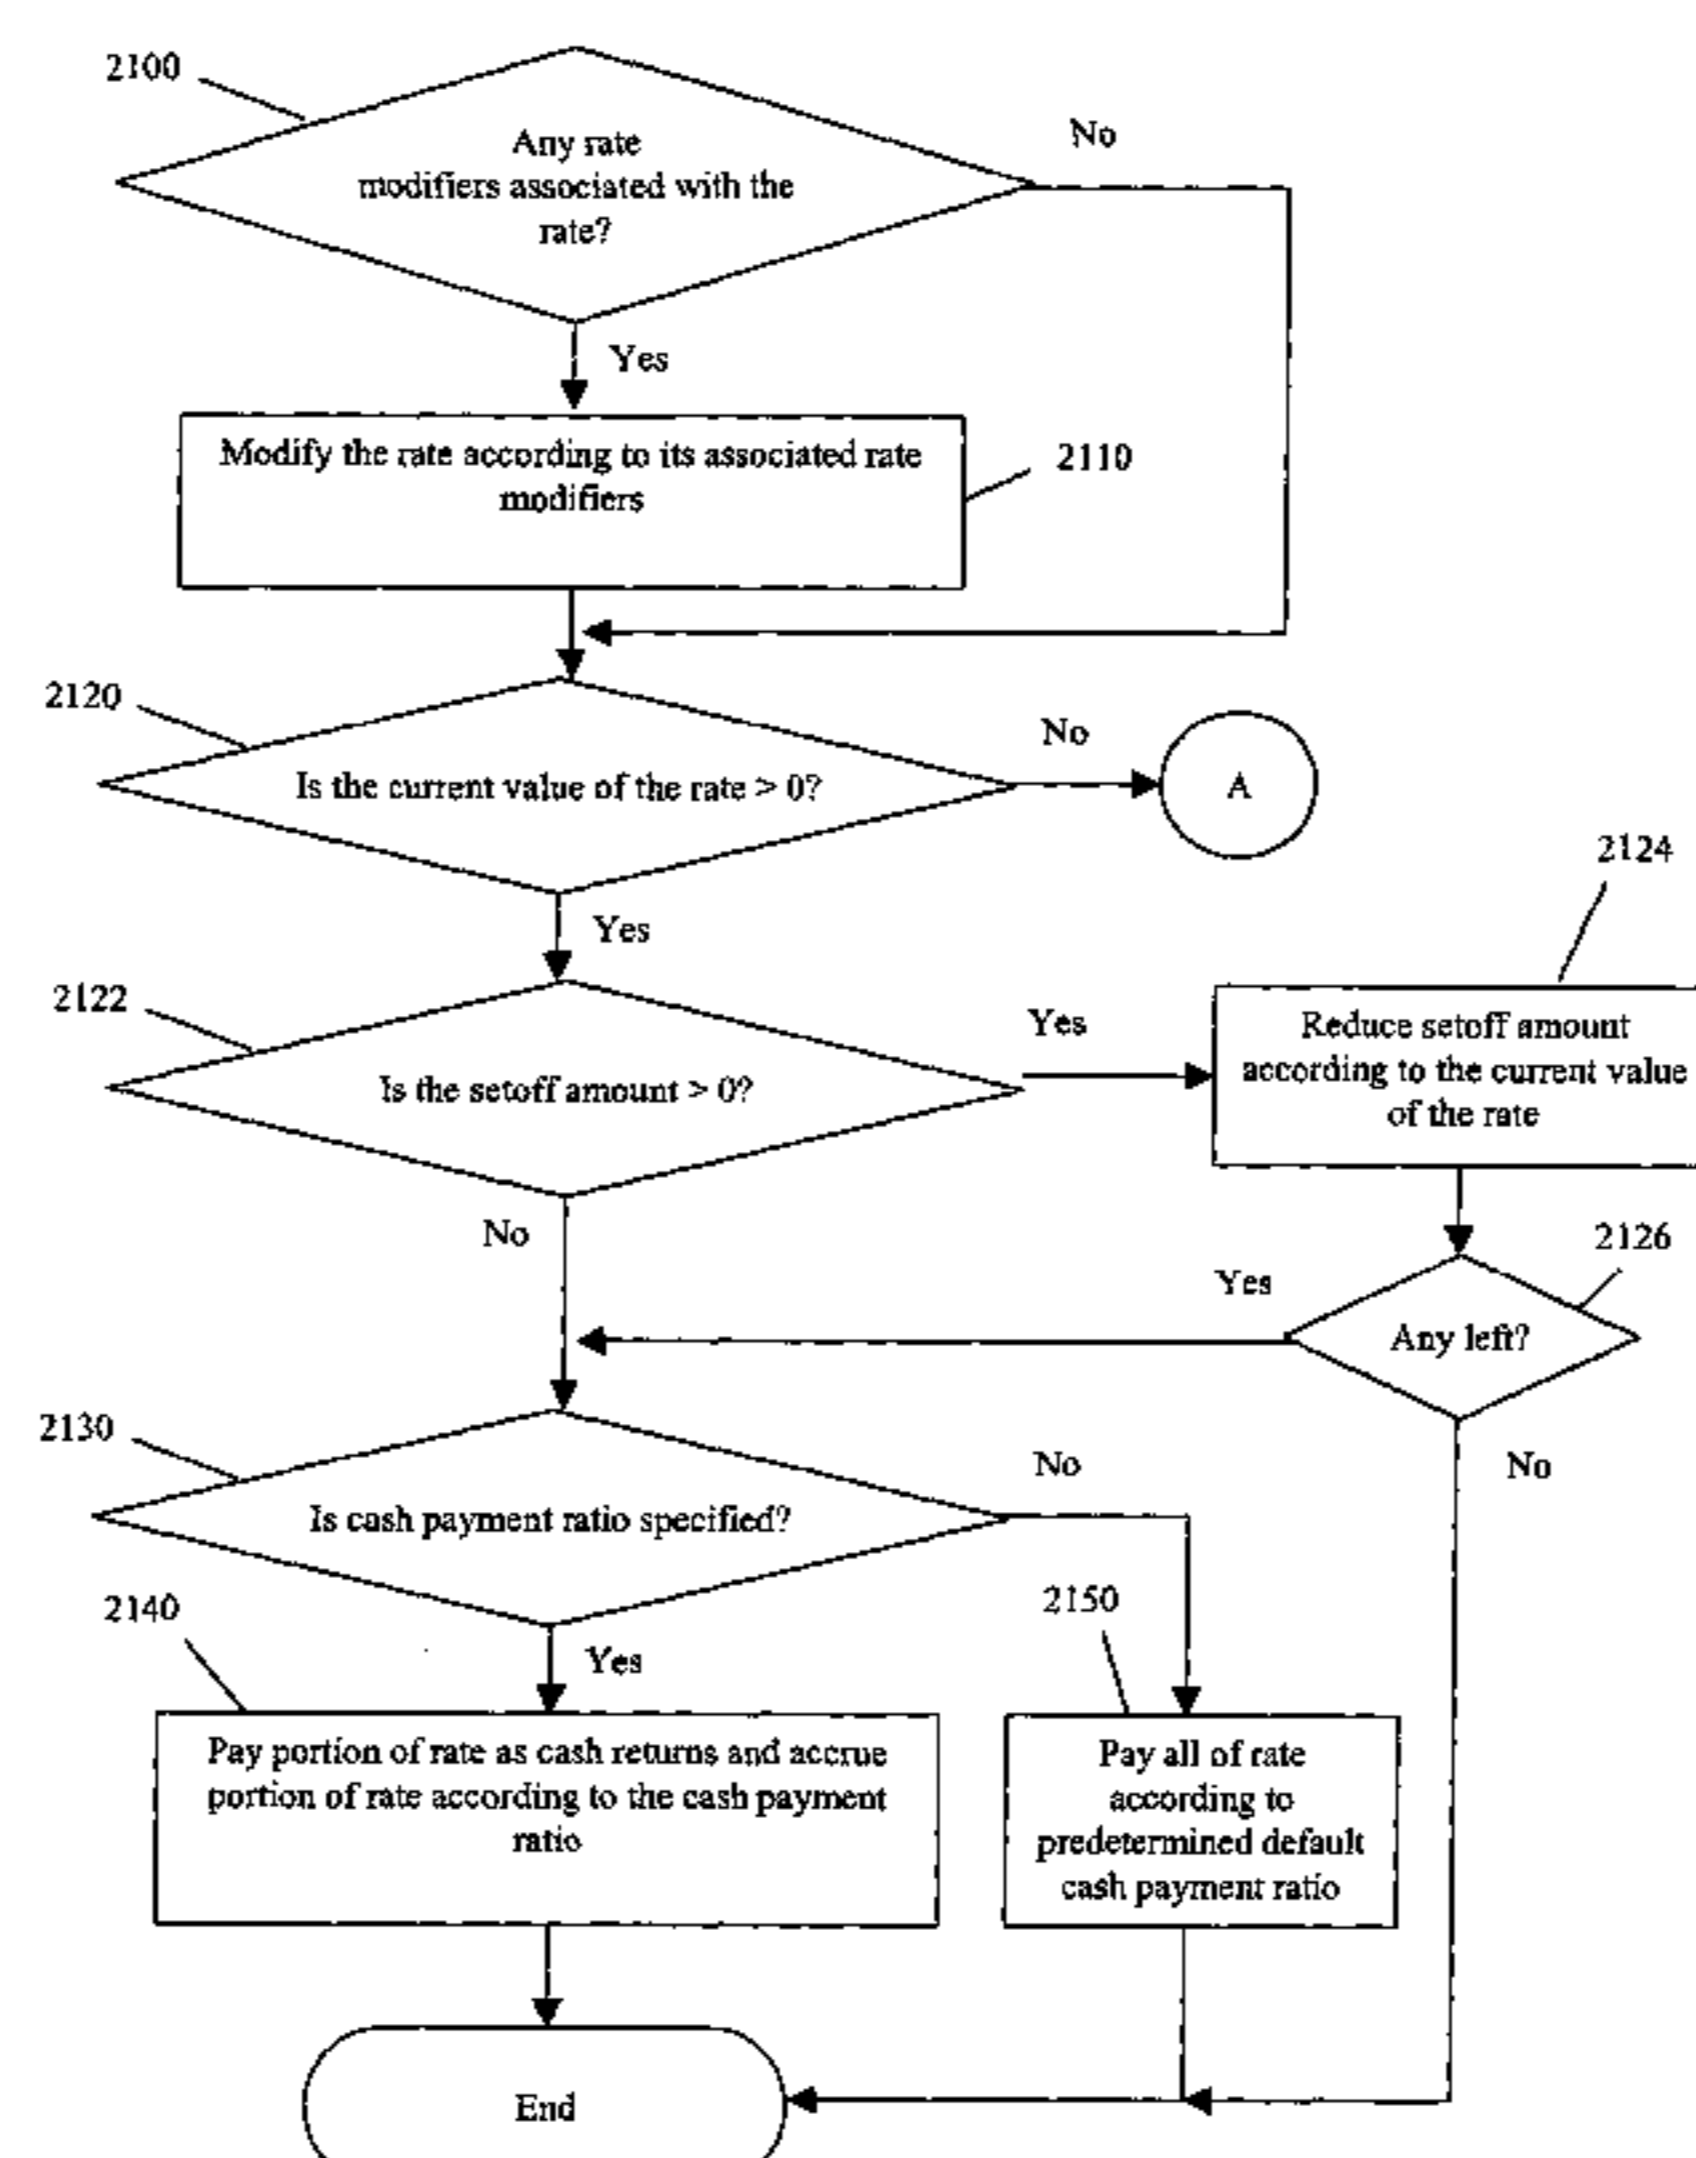 2100
Any rate
modifiers associated with the
rate?
No
Yes
Modify the rate according to its associated rate
modifiers
2110
2120
Is the current value of the rate > 0?
No
A
Yes
2122
Is the setoff amount > 0?
Yes
2124
Reduce setoff amount
according to the current value
of the rate
No
2126
Any left?
Yes
No
2130
Is cash payment ratio specified?
No
Yes
2140
Pay portion of rate as cash returns and accrue
portion of rate according to the cash payment
ratio
2150
Pay all of rate
according to
predetermined default
cash payment ratio
End